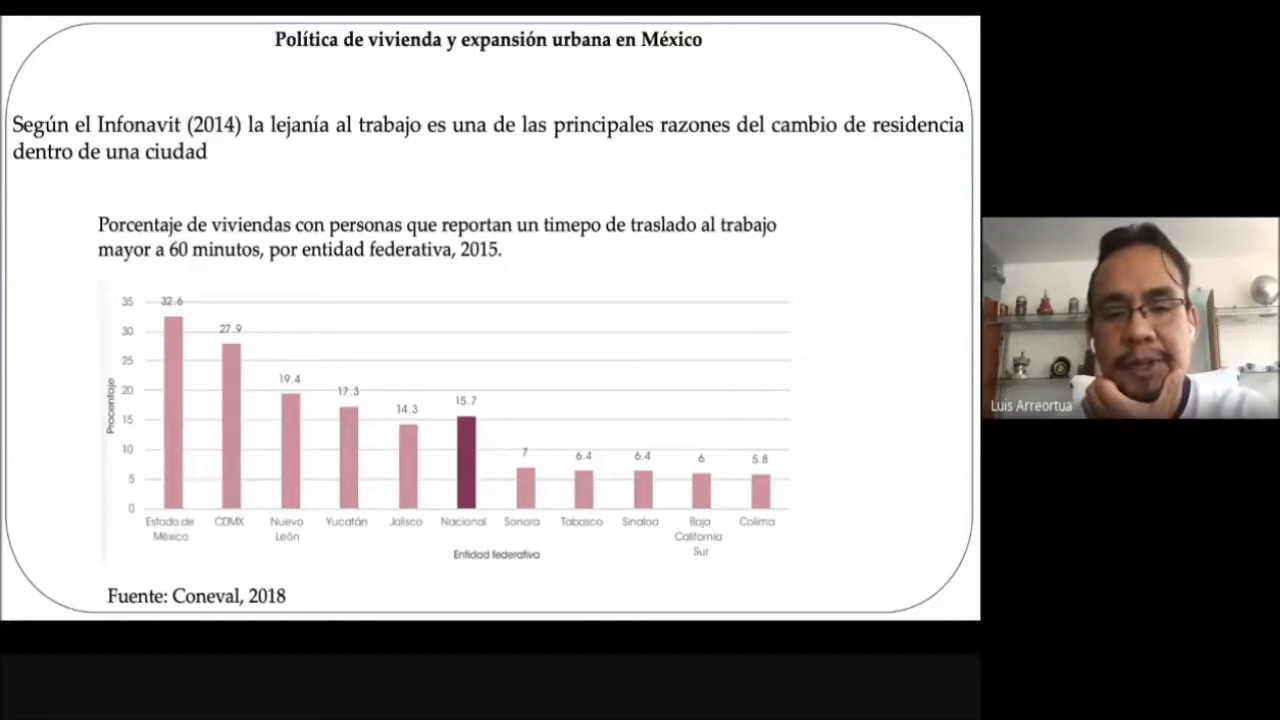 Política de vivienda y expansión urbana en México
Según el Infonavit (2014) la lejanía al trabajo es una de las principales razones del cambio de residencia
dentro de una ciudad
Porcentaje de viviendas con personas que reportan un timepo de traslado al trabajo
mayor a 60 minutos, por entidad federativa, 2015.
Procentaje
35
30
25
20
15
10
5
0
32.6
27.9
19.4
17.3
14.3
15.7
7
6.4
6.4
6
5.8
Estado de
México
CDMX
Nuevo
León
Yucatán
Jalisco
Nacional
Sonora
Tabasco
Sinaloa
Baja
California
Sur
Colima
Entidad federativa
Fuente: Coneval, 2018
Luis Arreortua